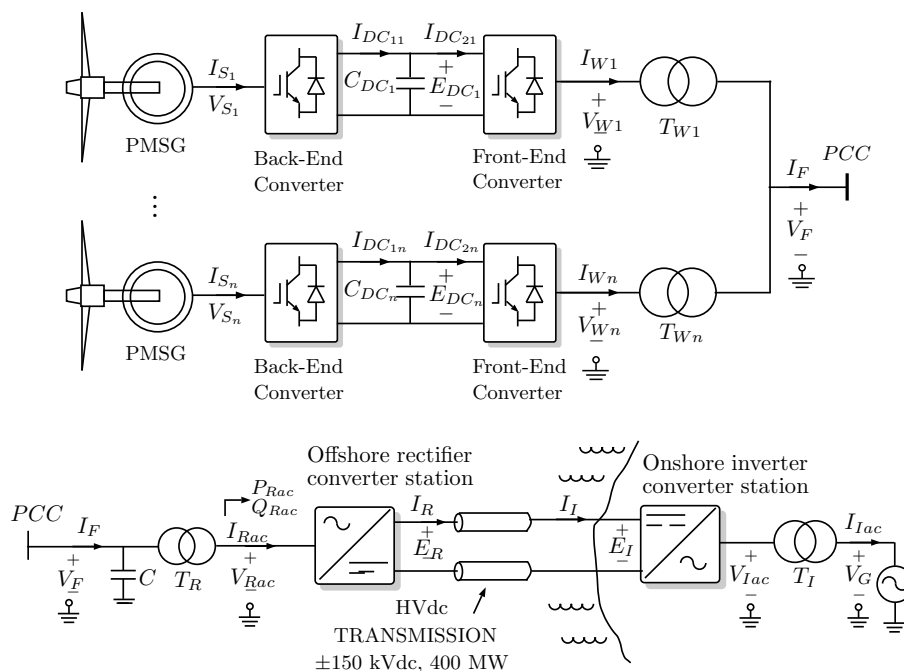 I_{S_1}
V_{S_1}
PMSG
Back-End
Converter
I_{DC_{11}}
I_{DC_{21}}
C_{DC_1}
+
E_{DC_1}
−
Front-End
Converter
I_{W1}
+
V_{W1}
−
T_{W1}
⋮
I_F
PCC
+
V_F
−
I_{S_n}
V_{S_n}
PMSG
Back-End
Converter
I_{DC_{1n}}
I_{DC_{2n}}
C_{DC_n}
+
E_{DC_n}
−
Front-End
Converter
I_{Wn}
+
V_{Wn}
−
T_{Wn}
PCC
I_F
+
V_F
−
C
T_R
P_{Rac}
Q_{Rac}
I_{Rac}
+
V_{Rac}
−
Offshore rectifier
converter station
I_R
+
E_R
−
HVdc
TRANSMISSION
±150 kVdc, 400 MW
I_I
+
E_I
−
Onshore inverter
converter station
+
V_{Iac}
−
T_I
I_{Iac}
+
V_G
−